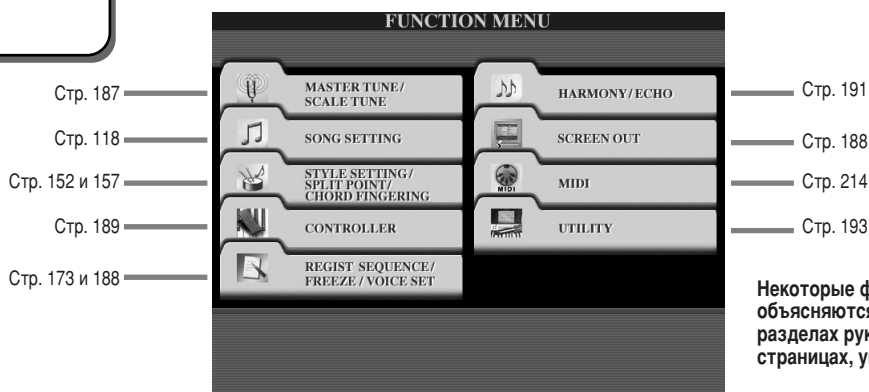 FUNCTION MENU
Стр. 187
MASTER TUNE/
SCALE TUNE
Стр. 118
SONG SETTING
Стр. 152 и 157
STYLE SETTING/
SPLIT POINT/
CHORD FINGERING
Стр. 189
CONTROLLER
Стр. 173 и 188
REGIST SEQUENCE/
FREEZE / VOICE SET
HARMONY/ECHO
Стр. 191
SCREEN OUT
Стр. 188
MIDI
MIDI
Стр. 214
UTILITY
Стр. 193
Некоторые
объясняются
разделах
страницах,